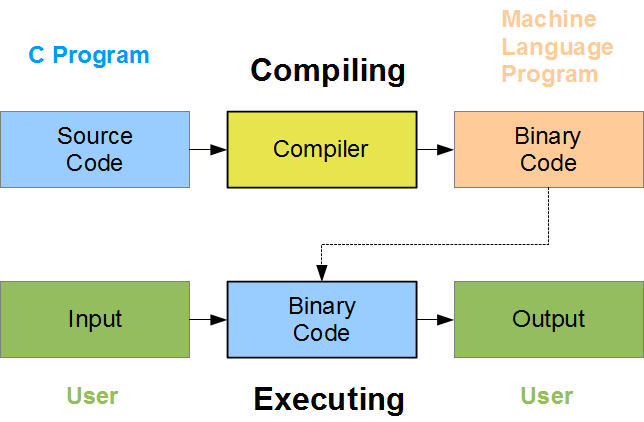 C Program
Compiling
Machine
Language
Program
Source
Code
Compiler
Binary
Code
Input
Binary
Code
Output
User
Executing
User